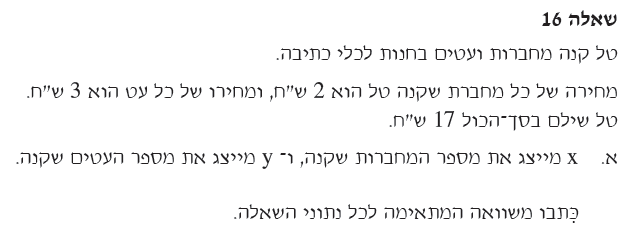 שאלה 16
טל קנה מחברות ועטים בחנות לכלי כתיבה.
מחירה של כל מחברת שקנה טל הוא 2 ש"ח, ומחירו של כל עט הוא 3 ש"ח.
טל שילם בסך־הכול 17 ש"ח.
א. x מייצג את מספר המחברות שקנה, ו־ y מייצג את מספר העטים שקנה.
כִּתבו משוואה המתאימה לכל נתוני השאלה.